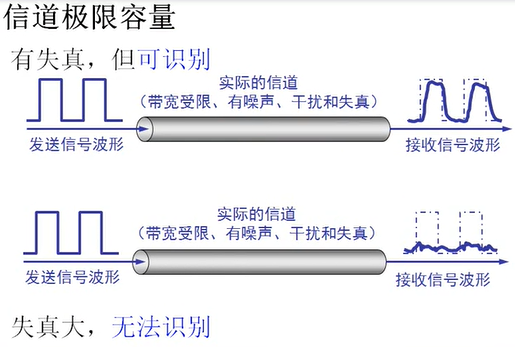 信道极限容量
有失真，但可识别
实际的信道
（带宽受限、有噪声、干扰和失真）
发送信号波形
接收信号波形
实际的信道
（带宽受限、有噪声、干扰和失真）
发送信号波形
接收信号波形
失真大，无法识别